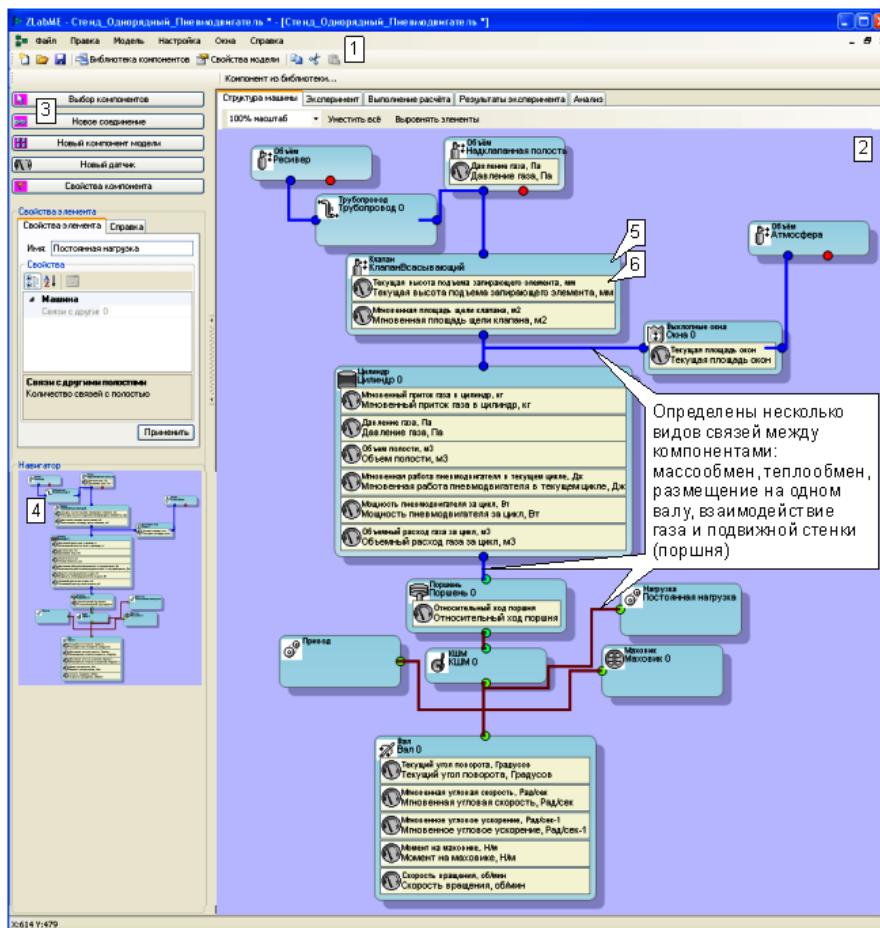 ZLabME - Стенд_Однорядный_Пневмодвигатель * - [Стенд_Однорядный_Пневмодвигатель *]
Файл Правка Модель Настройка Окна Справка
1
Библиотека компонентов Свойства модели
Компонент из библиотеки...
Выбор компонентов
3
Новое соединение
Новый компонент модели
Новый датчик
Свойства компонента
Свойства элемента
Свойства элемента Справка
Имя: Постоянная нагрузка
Свойства
Машина
Связи с другие 0
Связи с другими полостями
Количество связей с полостью
Применить
Навигатор
4
Структура машины Эксперимент Выполнение расчёта Результаты эксперимента Анализ
100% масштаб Уместить всё Выровнять элементы
2
Объём
Ресивер
Объём
Надклапанная полость
Давление газа, Па
Давление газа, Па
Трубопровод
Трубопровод 0
Объём
Атмосфера
5
Клапан
КлапанВсасывающий
6
Текущая высота подъема запирающего элемента, мм
Текущая высота подъема запирающего элемента, мм
Мгновенная площадь щели клапана, м2
Мгновенная площадь щели клапана, м2
Выхлопные окна
Окна 0
Текущая площадь окон
Текущая площадь окон
Цилиндр
Цилиндр 0
Мгновенный приток газа в цилиндр, кг
Мгновенный приток газа в цилиндр, кг
Давление газа, Па
Давление газа, Па
Объем полости, м3
Объем полости, м3
Мгновенная работа пневмодвигателя в текущем цикле, Дж
Мгновенная работа пневмодвигателя в текущем цикле, Дж
Мощность пневмодвигателя за цикл, Вт
Мощность пневмодвигателя за цикл, Вт
Объемный расход газа за цикл, м3
Объемный расход газа за цикл, м3
Определены несколько
видов связей между
компонентами:
массообмен, теплообмен,
размещение на одном
валу, взаимодействие
газа и подвижной стенки
(поршня)
Поршень
Поршень 0
Относительный ход поршня
Относительный ход поршня
Нагрузка
Постоянная нагрузка
Привод
КШМ
КШМ 0
Маховик
Маховик 0
Вал
Вал 0
Текущий угол поворота, Градусов
Текущий угол поворота, Градусов
Мгновенная угловая скорость, Рад/сек
Мгновенная угловая скорость, Рад/сек
Мгновенное угловое ускорение, Рад/сек-1
Мгновенное угловое ускорение, Рад/сек-1
Момент на маховике, Н/м
Момент на маховике, Н/м
Скорость вращения, об/мин
Скорость вращения, об/мин
X:614 Y:479